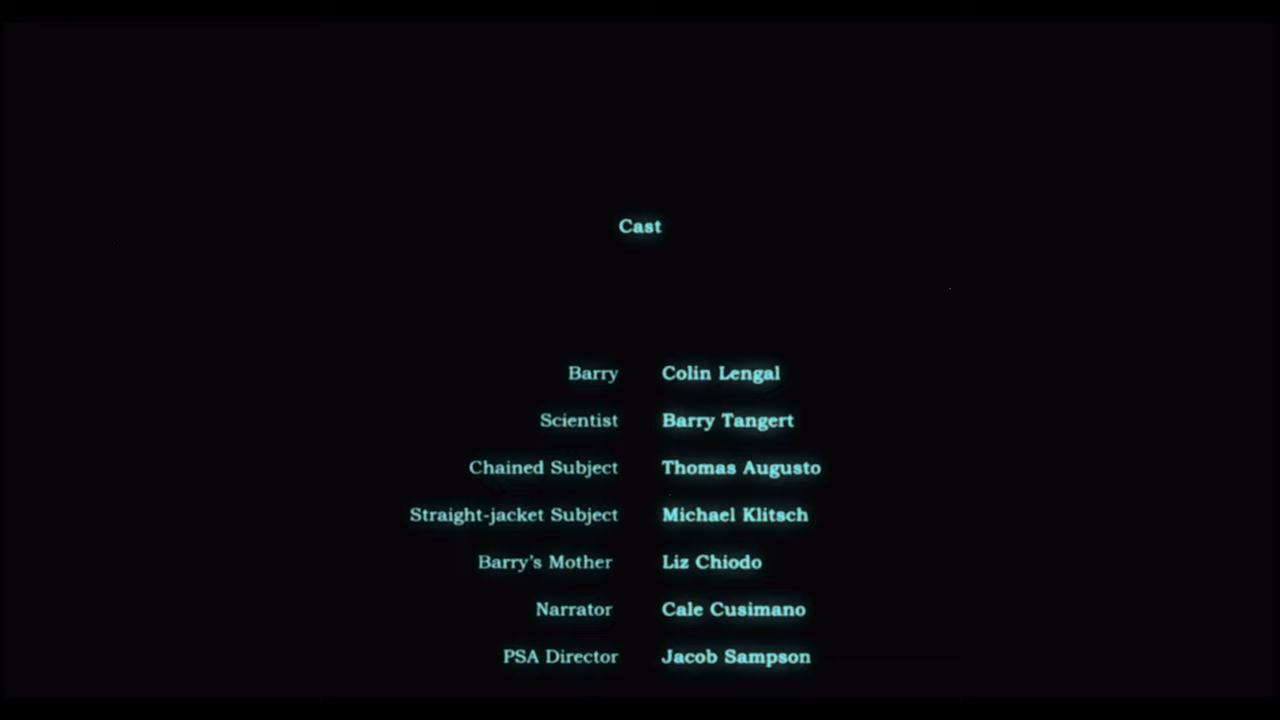 Cast
Barry Colin Lengal
Scientist Barry Tangert
Chained Subject Thomas Augusto
Straight-jacket Subject Michael Klitsch
Barry's Mother Liz Chiodo
Narrator Cale Cusimano
PSA Director Jacob Sampson